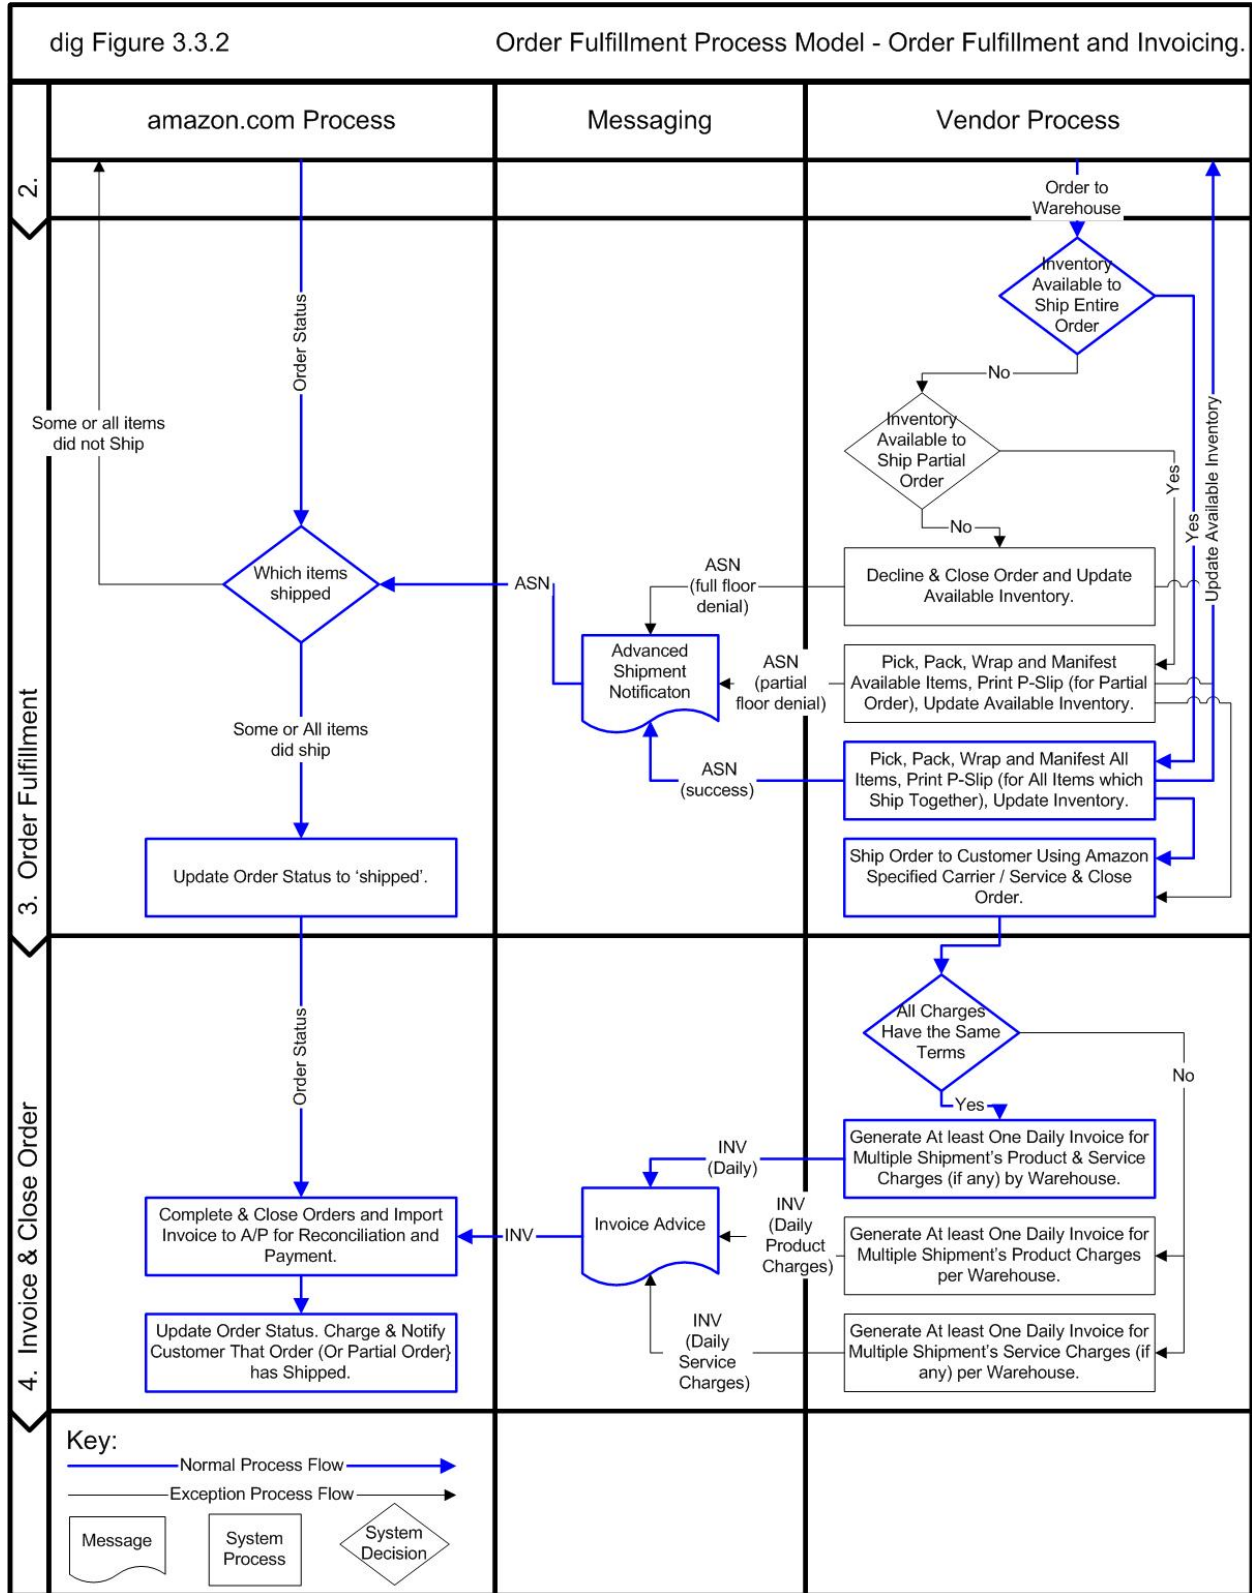 dig Figure 3.3.2
Order Fulfillment Process Model - Order Fulfillment and Invoicing.
amazon.com Process
Messaging
Vendor Process
2.
Order to
Warehouse
Inventory
Available to
Ship Entire
Order
Order Status
No
Update Available Inventory
Some or all items
did not Ship
Inventory
Available to
Ship Partial
Order
Yes
Yes
No
Which items
shipped
ASN
ASN
(full floor
denial)
Decline & Close Order and Update
Available Inventory.
Advanced
Shipment
Notificaton
ASN
(partial
floor denial)
Pick, Pack, Wrap and Manifest
Available Items, Print P-Slip (for Partial
Order), Update Available Inventory.
3. Order Fulfillment
Some or All items
did ship
ASN
(success)
Pick, Pack, Wrap and Manifest All
Items, Print P-Slip (for All Items which
Ship Together), Update Inventory.
Update Order Status to ‘shipped’.
Ship Order to Customer Using Amazon
Specified Carrier / Service & Close
Order.
Order Status
All Charges
Have the Same
Terms
No
Yes
4. Invoice & Close Order
INV
(Daily)
Generate At least One Daily Invoice for
Multiple Shipment’s Product & Service
Charges (if any) by Warehouse.
Complete & Close Orders and Import
Invoice to A/P for Reconciliation and
Payment.
INV
Invoice Advice
INV
(Daily
Product
Charges)
Generate At least One Daily Invoice for
Multiple Shipment’s Product Charges
per Warehouse.
Update Order Status. Charge & Notify
Customer That Order (Or Partial Order}
has Shipped.
INV
(Daily
Service
Charges)
Generate At least One Daily Invoice for
Multiple Shipment’s Service Charges (if
any) per Warehouse.
Key:
Normal Process Flow
Exception Process Flow
Message
System
Process
System
Decision